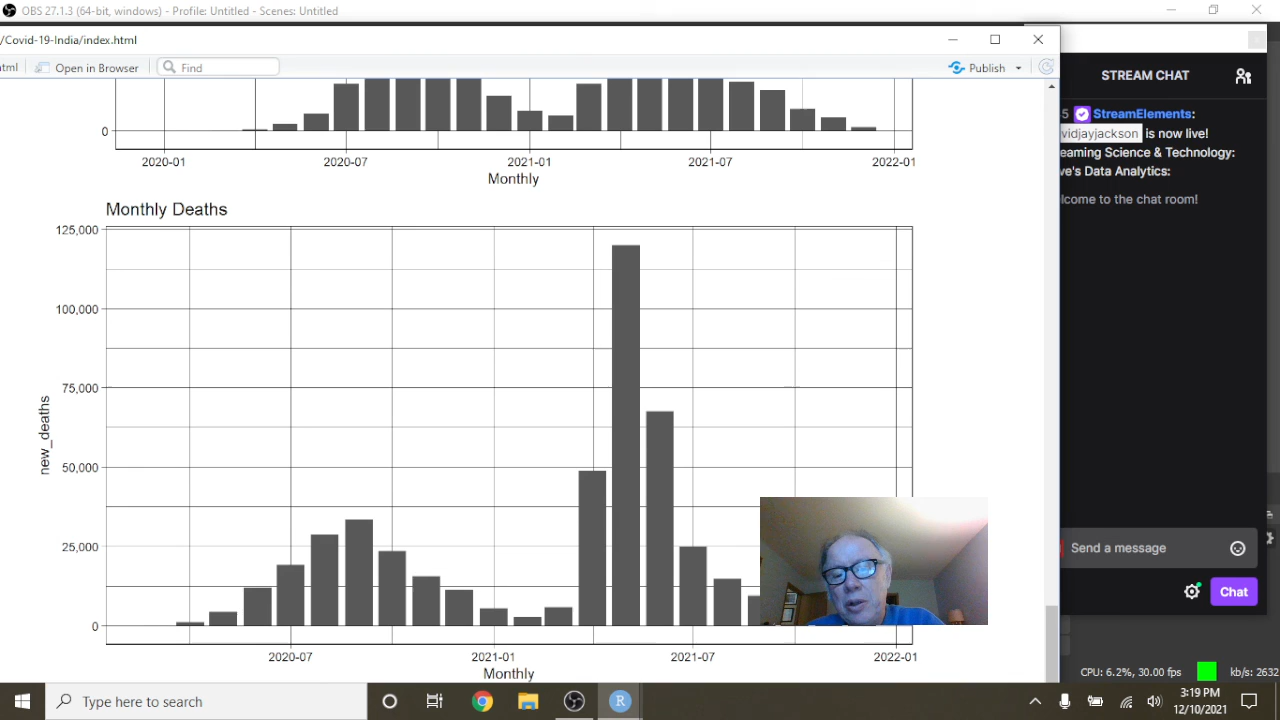 OBS 27.1.3 (64-bit, windows) - Profile: Untitled - Scenes: Untitled
/Covid-19-India/index.html
html
Open in Browser
Find
Publish
0
2020-01
2020-07
2021-01
2021-07
2022-01
Monthly
Monthly Deaths
new_deaths
125,000
100,000
75,000
50,000
25,000
0
2020-07
2021-01
2021-07
2022-01
Monthly
STREAM CHAT
5 StreamElements:
vidjayjackson is now live!
eaming Science & Technology:
ve's Data Analytics:
lcome to the chat room!
Send a message
Chat
CPU: 6.2%, 30.00 fps
kb/s: 2632
Type here to search
R
3:19 PM
12/10/2021